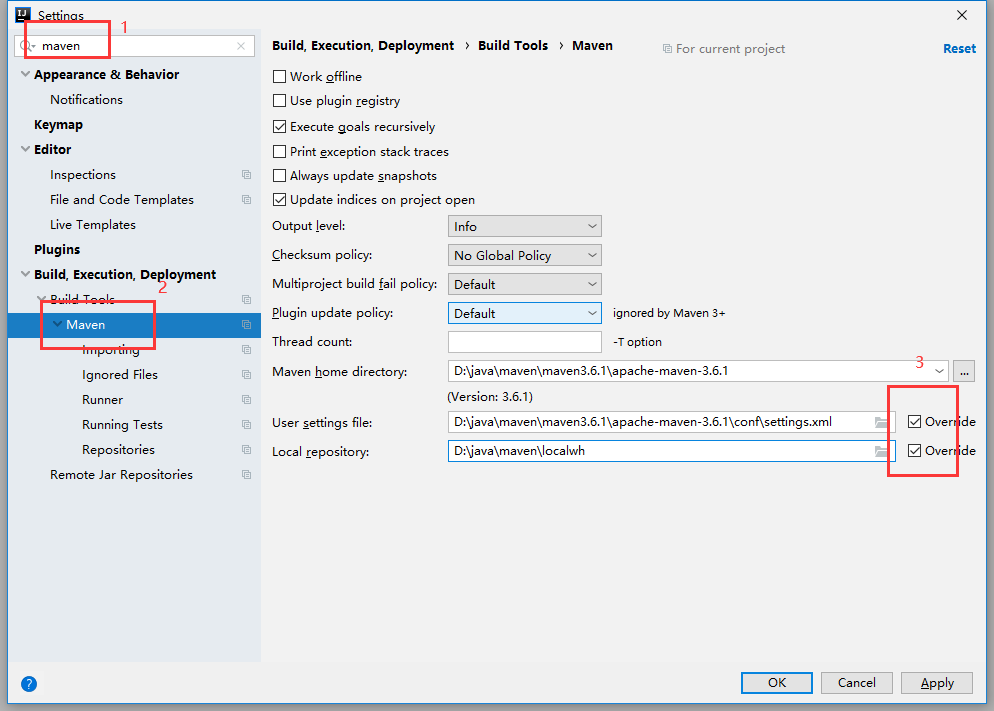 Settings
1
maven
Build, Execution, Deployment › Build Tools › Maven
For current project
Reset
Appearance & Behavior
Notifications
Keymap
Editor
Inspections
File and Code Templates
Live Templates
Plugins
Build, Execution, Deployment
2
Build Tools
Maven
Importing
Ignored Files
Runner
Running Tests
Repositories
Remote Jar Repositories
Work offline
Use plugin registry
Execute goals recursively
Print exception stack traces
Always update snapshots
Update indices on project open
Output level: Info
Checksum policy: No Global Policy
Multiproject build fail policy: Default
Plugin update policy: Default ignored by Maven 3+
Thread count: -T option
3
Maven home directory: D:\java\maven\maven3.6.1\apache-maven-3.6.1 ...
(Version: 3.6.1)
User settings file: D:\java\maven\maven3.6.1\apache-maven-3.6.1\conf\settings.xml Override
Local repository: D:\java\maven\localwh Override
?
OK
Cancel
Apply